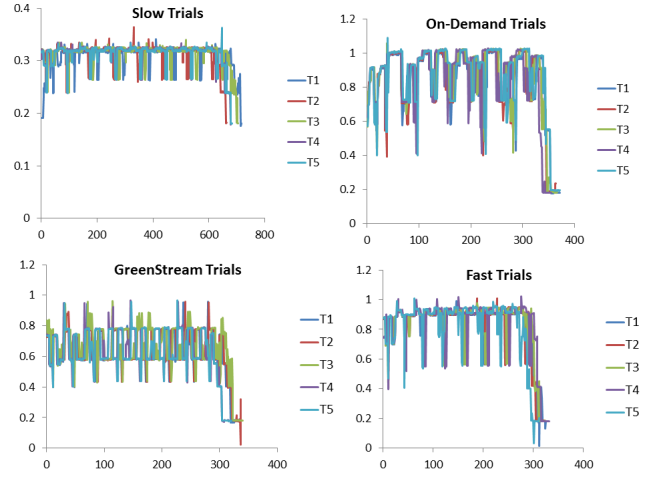 Slow Trials
0.4
0.3
0.2
0.1
0
0 200 400 600 800
T1
T2
T3
T4
T5
On-Demand Trials
1.2
1
0.8
0.6
0.4
0.2
0
0 100 200 300 400
T1
T2
T3
T4
T5
GreenStream Trials
1.2
1
0.8
0.6
0.4
0.2
0
0 100 200 300 400
T1
T2
T3
T4
T5
Fast Trials
1.2
1
0.8
0.6
0.4
0.2
0
0 100 200 300 400
T1
T2
T3
T4
T5